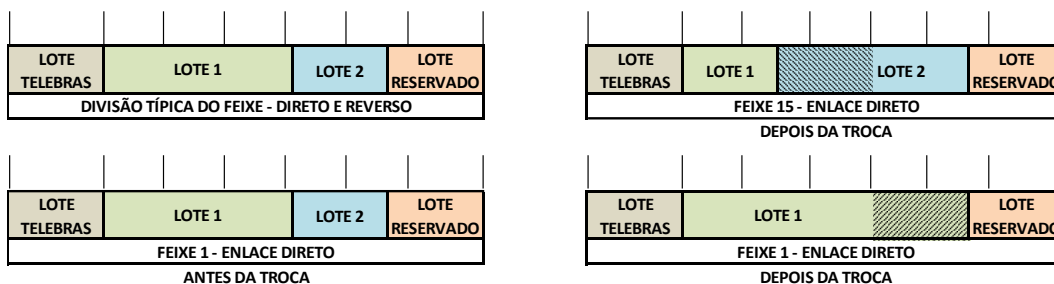 LOTE TELEBRAS
LOTE 1
LOTE 2
LOTE RESERVADO
DIVISÃO TÍPICA DO FEIXE - DIRETO E REVERSO
LOTE TELEBRAS
LOTE 1
LOTE 2
LOTE RESERVADO
FEIXE 15 - ENLACE DIRETO
DEPOIS DA TROCA
LOTE TELEBRAS
LOTE 1
LOTE 2
LOTE RESERVADO
FEIXE 1 - ENLACE DIRETO
ANTES DA TROCA
LOTE TELEBRAS
LOTE 1
LOTE RESERVADO
FEIXE 1 - ENLACE DIRETO
DEPOIS DA TROCA